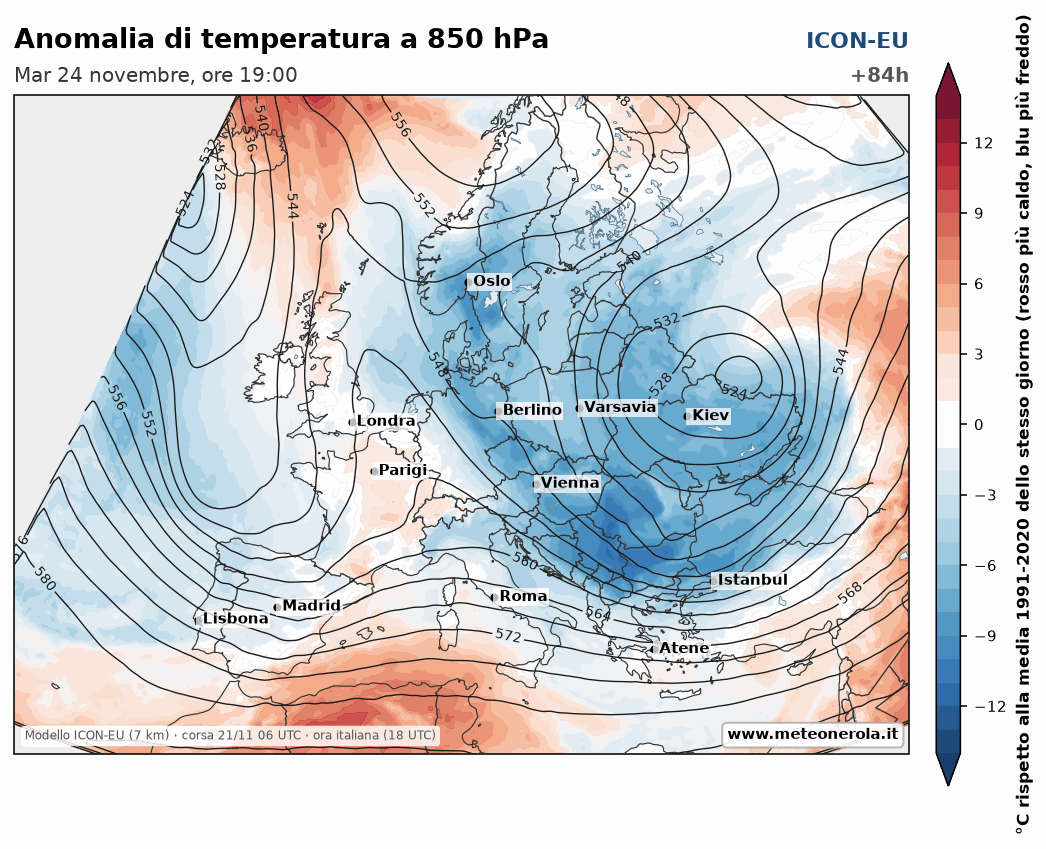 Anomalia di temperatura a 850 hPa
ICON-EU
Mar 24 novembre, ore 19:00
+84h
540
536
532
528
524
556
552
544
48
540
532
528
524
544
548
556
552
Oslo
Berlino
Varsavia
Kiev
Londra
Parigi
Vienna
560
564
568
572
580
Istanbul
Roma
Madrid
Lisbona
Atene
Modello ICON-EU (7 km) · corsa 21/11 06 UTC · ora italiana (18 UTC)
www.meteonerola.it
12
9
6
3
0
−3
−6
−9
−12
°C rispetto alla media 1991-2020 dello stesso giorno (rosso più caldo, blu più freddo)